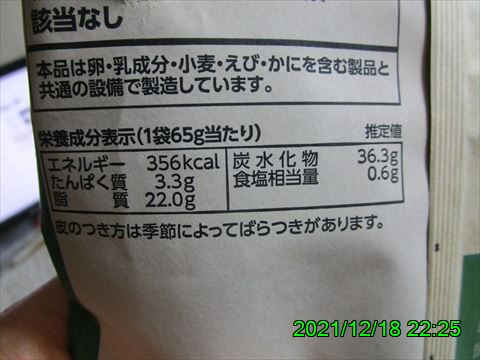 該当なし
本品は卵・乳成分・小麦・えび・かにを含む製品と
共通の設備で製造しています。
栄養成分表示(1袋65g当たり) 推定値
エネルギー 356kcal 炭水化物 36.3g
たんぱく質 3.3g 食塩相当量 0.6g
脂質 22.0g
皮のつき方は季節によってばらつきがあります。
2021/12/18 22:25